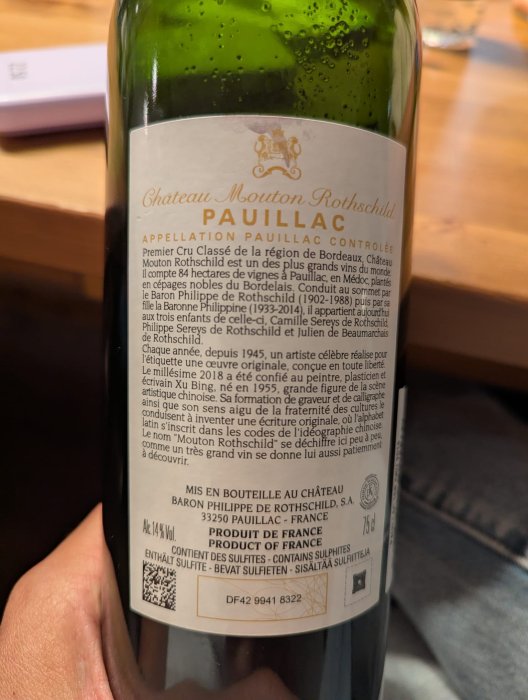 Château Mouton Rothschild
PAUILLAC
APPELLATION PAUILLAC CONTROLÉE
Premier Cru Classé de la région de Bordeaux, Château
Mouton Rothschild est un des plus grands vins du monde.
Il compte 84 hectares de vignes à Pauillac, en Médoc, plantés
en cépages nobles du Bordelais. Conduit au sommet par
le Baron Philippe de Rothschild (1902-1988) puis par sa
fille la Baronne Philippine (1933-2014), il appartient aujourd'hui
aux trois enfants de celle-ci, Camille Sereys de Rothschild,
Philippe Sereys de Rothschild et Julien de Beaumarchais
de Rothschild.
Chaque année, depuis 1945, un artiste célèbre réalise pour
l'étiquette une œuvre originale, conçue en toute liberté.
Le millésime 2018 a été confié au peintre, plasticien et
écrivain Xu Bing, né en 1955, grande figure de la scène
artistique chinoise. Sa formation de graveur et de calligraphe
ainsi que son sens aigu de la fraternité des cultures le
conduisent à inventer une écriture originale, où l'alphabet
latin s'inscrit dans les codes de l'idéographie chinoise.
Le nom "Mouton Rothschild" se déchiffre ici peu à peu,
comme un très grand vin se donne lui aussi patiemment
à découvrir.
MIS EN BOUTEILLE AU CHÂTEAU
BARON PHILIPPE DE ROTHSCHILD, S.A.
33250 PAUILLAC - FRANCE
Alc.14% Vol.
75 cl
PRODUIT DE FRANCE
PRODUCT OF FRANCE
CONTIENT DES SULFITES - CONTAINS SULPHITES
ENTHÄLT SULFITE - BEVAT SULFIETEN - SISÄLTÄÄ SULFIITTEJA
DF42 9941 8322